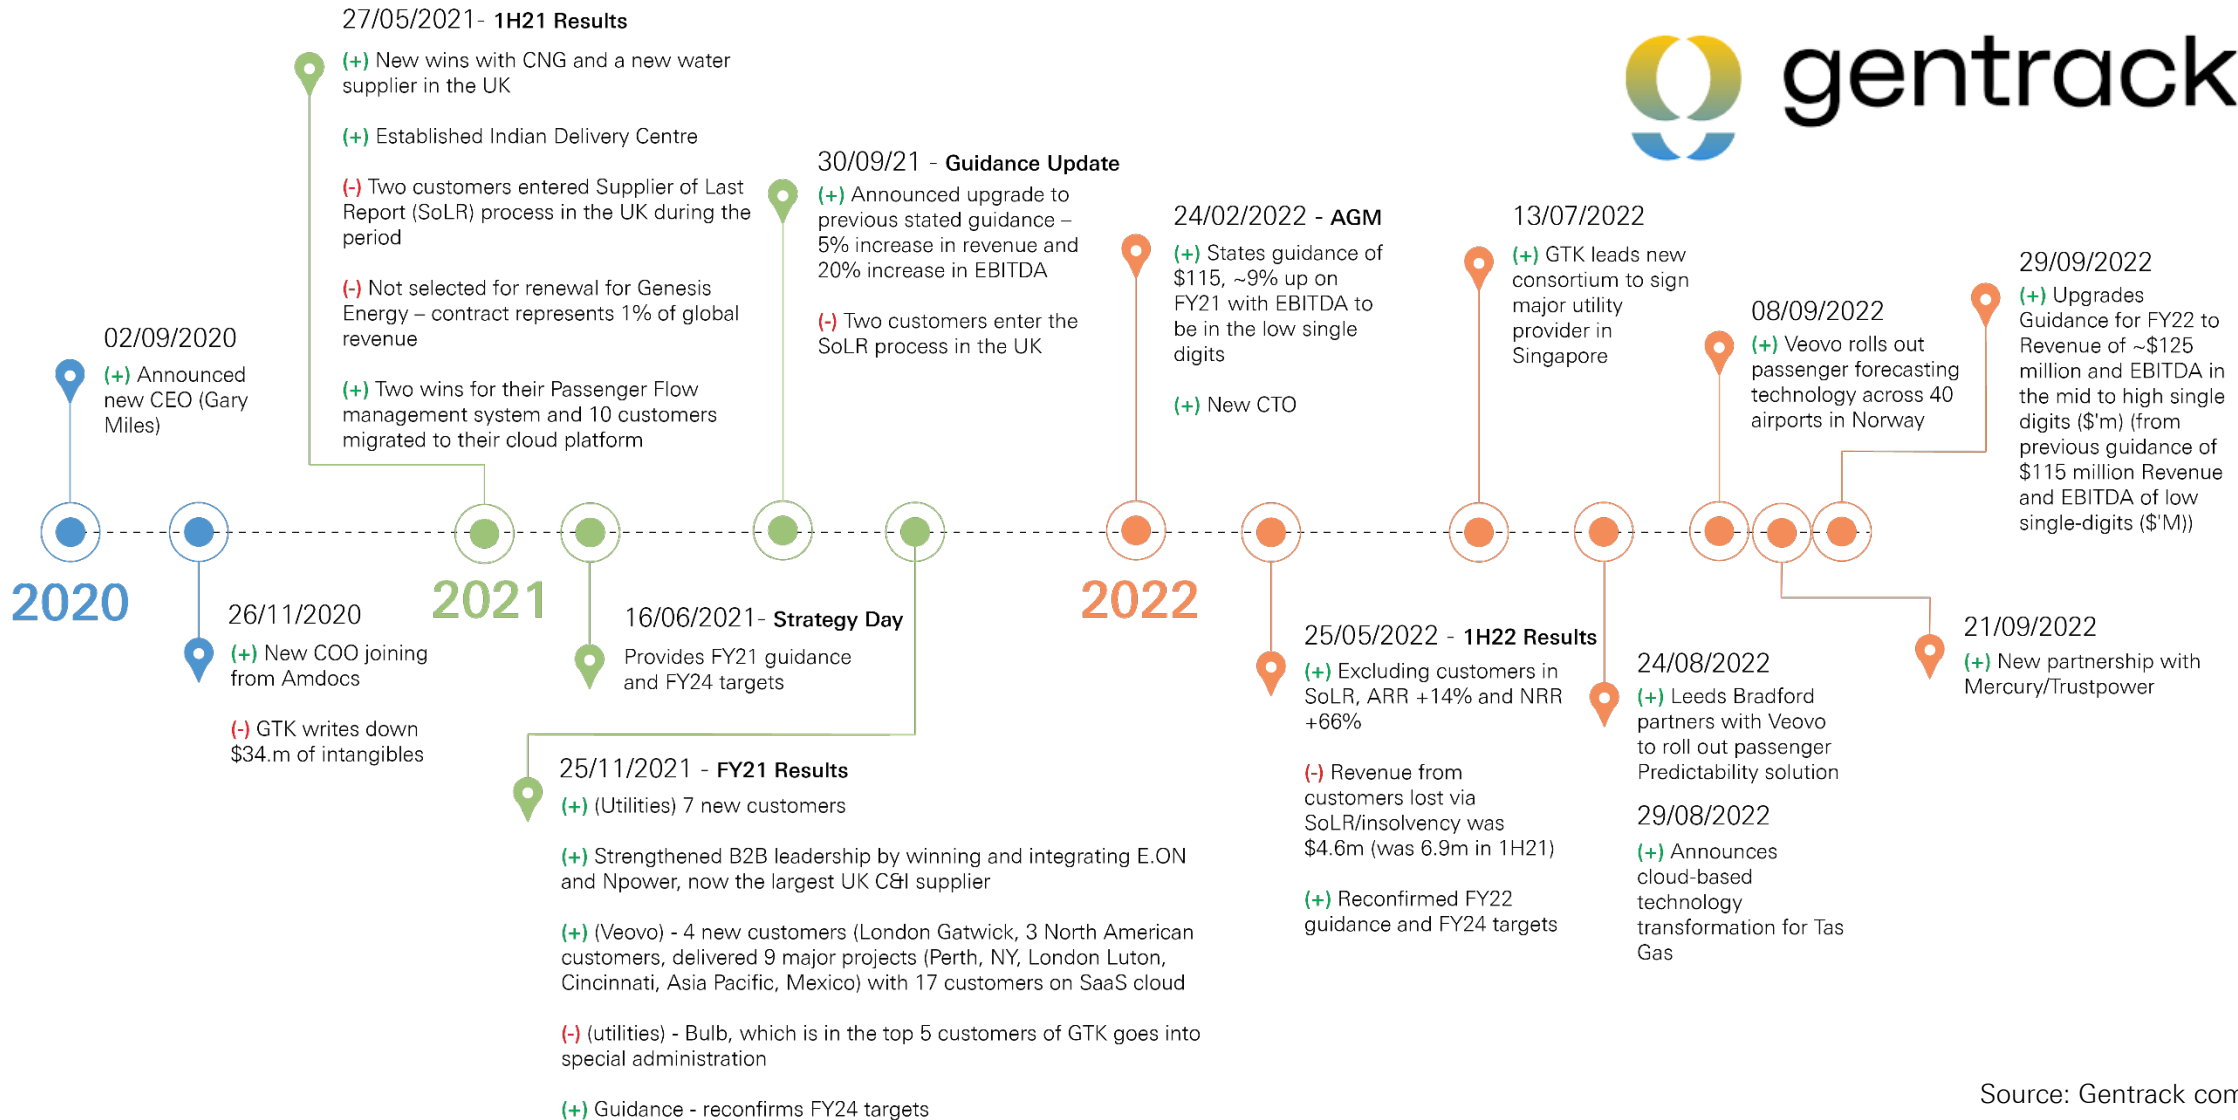 gentrack
27/05/2021- 1H21 Results
(+) New wins with CNG and a new water
supplier in the UK
(+) Established Indian Delivery Centre
(-) Two customers entered Supplier of Last
Report (SoLR) process in the UK during the
period
(-) Not selected for renewal for Genesis
Energy – contract represents 1% of global
revenue
(+) Two wins for their Passenger Flow
management system and 10 customers
migrated to their cloud platform
30/09/21 - Guidance Update
(+) Announced upgrade to
previous stated guidance –
5% increase in revenue and
20% increase in EBITDA
(-) Two customers enter the
SoLR process in the UK
24/02/2022 - AGM
(+) States guidance of
$115, ~9% up on
FY21 with EBITDA to
be in the low single
digits
(+) New CTO
13/07/2022
(+) GTK leads new
consortium to sign
major utility
provider in
Singapore
08/09/2022
(+) Veovo rolls out
passenger forecasting
technology across 40
airports in Norway
29/09/2022
(+) Upgrades
Guidance for FY22 to
Revenue of ~$125
million and EBITDA in
the mid to high single
digits ($'m) (from
previous guidance of
$115 million Revenue
and EBITDA of low
single-digits ($'M))
02/09/2020
(+) Announced
new CEO (Gary
Miles)
2020
2021
2022
26/11/2020
(+) New COO joining
from Amdocs
(-) GTK writes down
$34.m of intangibles
16/06/2021- Strategy Day
Provides FY21 guidance
and FY24 targets
25/11/2021 - FY21 Results
(+) (Utilities) 7 new customers
(+) Strengthened B2B leadership by winning and integrating E.ON
and Npower, now the largest UK C&I supplier
(+) (Veovo) - 4 new customers (London Gatwick, 3 North American
customers, delivered 9 major projects (Perth, NY, London Luton,
Cincinnati, Asia Pacific, Mexico) with 17 customers on SaaS cloud
(-) (utilities) - Bulb, which is in the top 5 customers of GTK goes into
special administration
(+) Guidance - reconfirms FY24 targets
25/05/2022 - 1H22 Results
(+) Excluding customers in
SoLR, ARR +14% and NRR
+66%
(-) Revenue from
customers lost via
SoLR/insolvency was
$4.6m (was 6.9m in 1H21)
(+) Reconfirmed FY22
guidance and FY24 targets
24/08/2022
(+) Leeds Bradford
partners with Veovo
to roll out passenger
Predictability solution
29/08/2022
(+) Announces
cloud-based
technology
transformation for Tas
Gas
21/09/2022
(+) New partnership with
Mercury/Trustpower
Source: Gentrack com